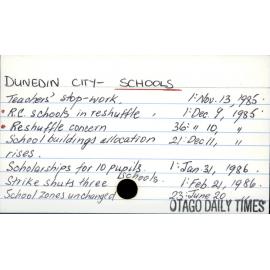 DUNEDIN CITY- SCHOOLS
Teachers' stop-work. 1: Nov. 13, 1985.
R.C. schools in reshuffle, 1: Dec. 9, 1985.
Reshuffle concern 36: " 10, "
School buildings allocation 21: Dec 11, "
rises.
Scholarships for 10 pupils. 1: Jan 31, 1986.
Strike shuts three schools. 1: Feb. 21, 1986.
School zones unchanged 23: June 20 "
OTAGO DAILY TIMES